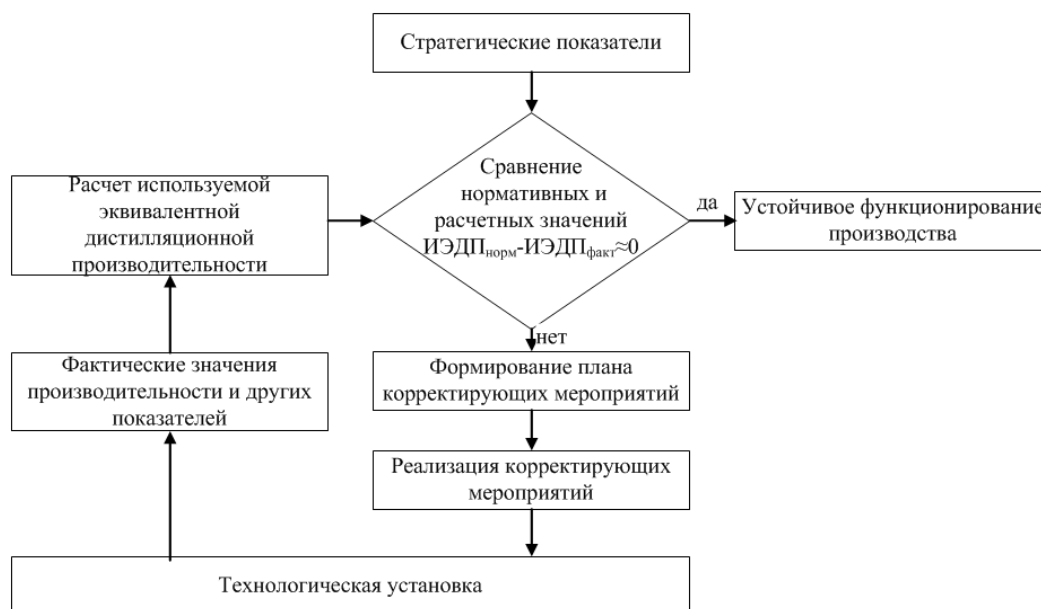 Стратегические показатели
Сравнение
нормативных и
расчетных значений
ИЭДПнорм-ИЭДПфакт≈0
Расчет используемой
эквивалентной
дистилляционной
производительности
да
Устойчивое функционирование
производства
нет
Фактические значения
производительности и других
показателей
Формирование плана
корректирующих мероприятий
Реализация корректирующих
мероприятий
Технологическая установка